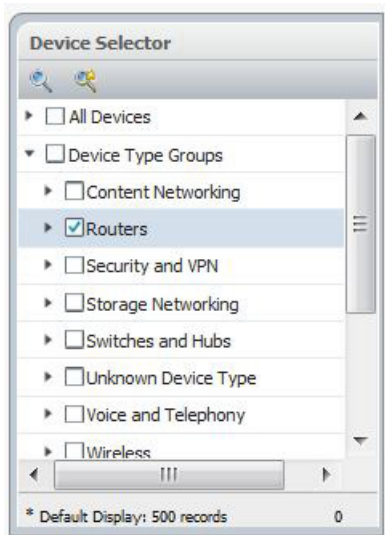 Device Selector
All Devices
Device Type Groups
Content Networking
Routers
Security and VPN
Storage Networking
Switches and Hubs
Unknown Device Type
Voice and Telephony
Wireless
* Default Display: 500 records 0